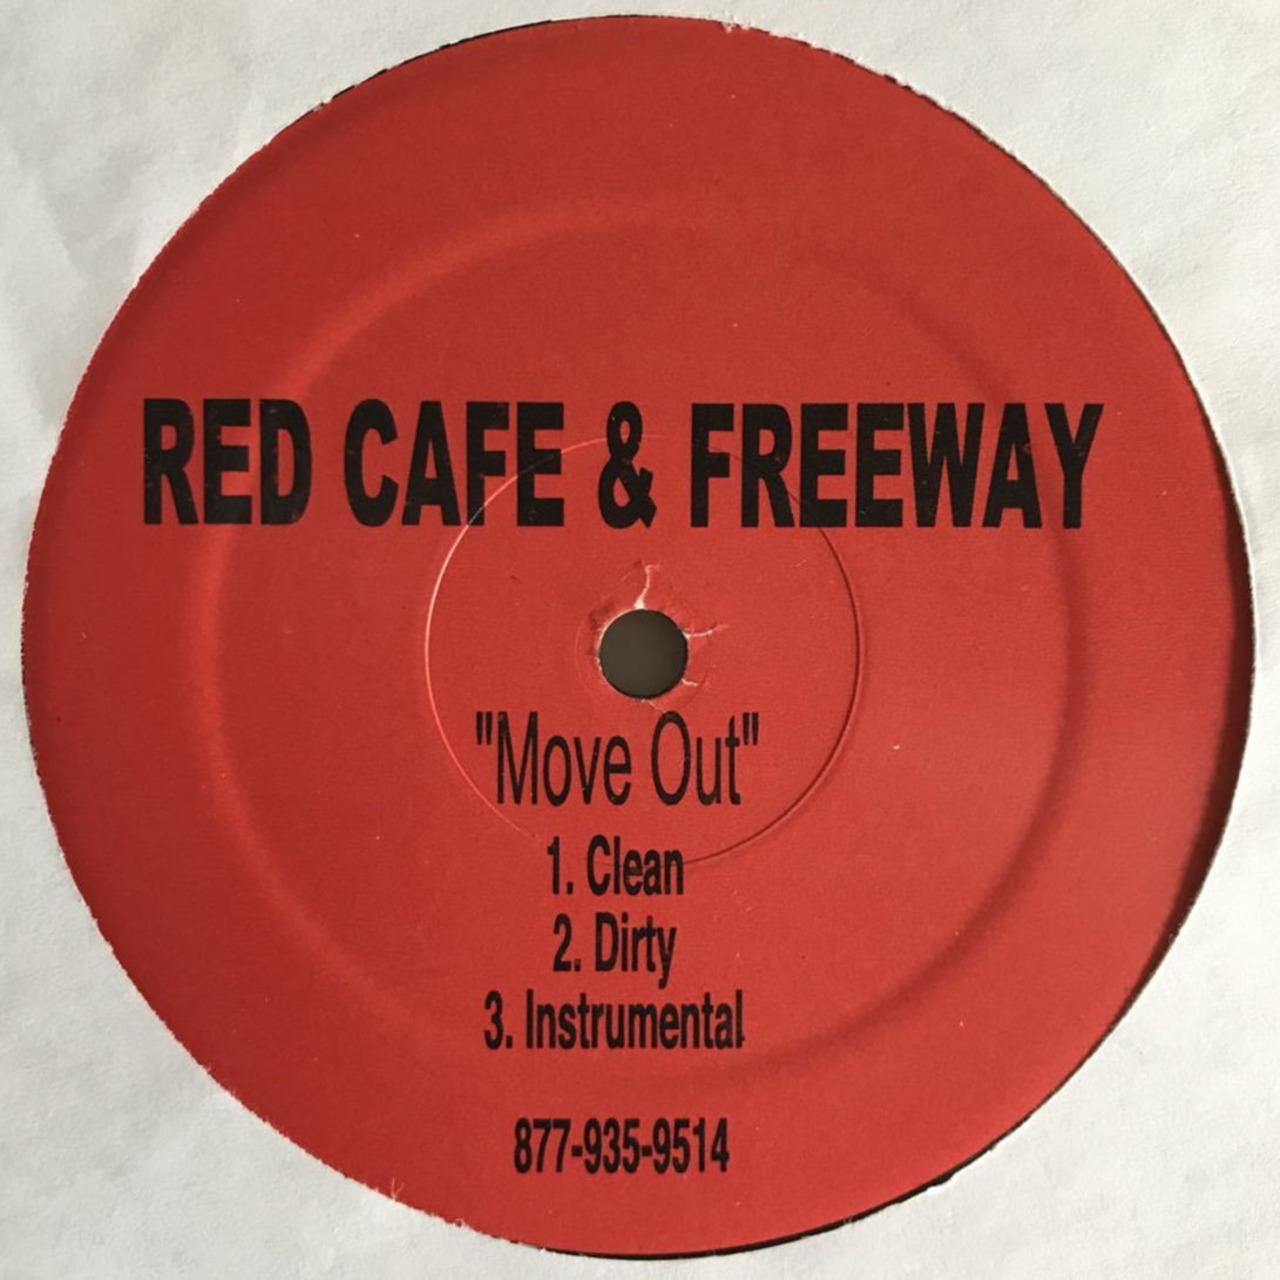 RED CAFE & FREEWAY
"Move Out"
1. Clean
2. Dirty
3. Instrumental
877-935-9514